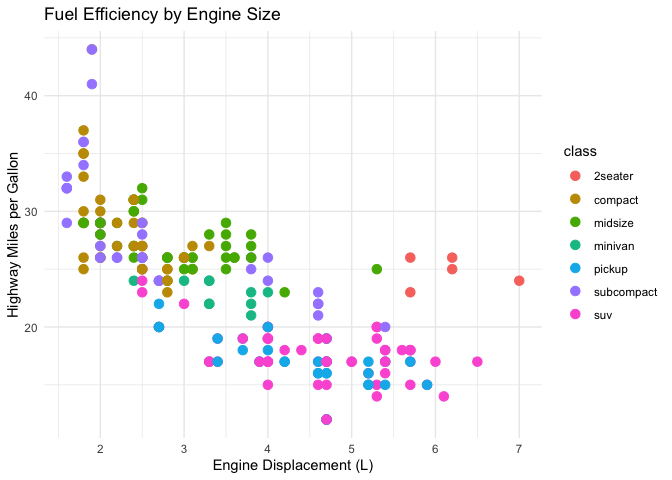 Fuel Efficiency by Engine Size
Highway Miles per Gallon
40
30
20
2 3 4 5 6 7
Engine Displacement (L)
class
2seater
compact
midsize
minivan
pickup
subcompact
suv